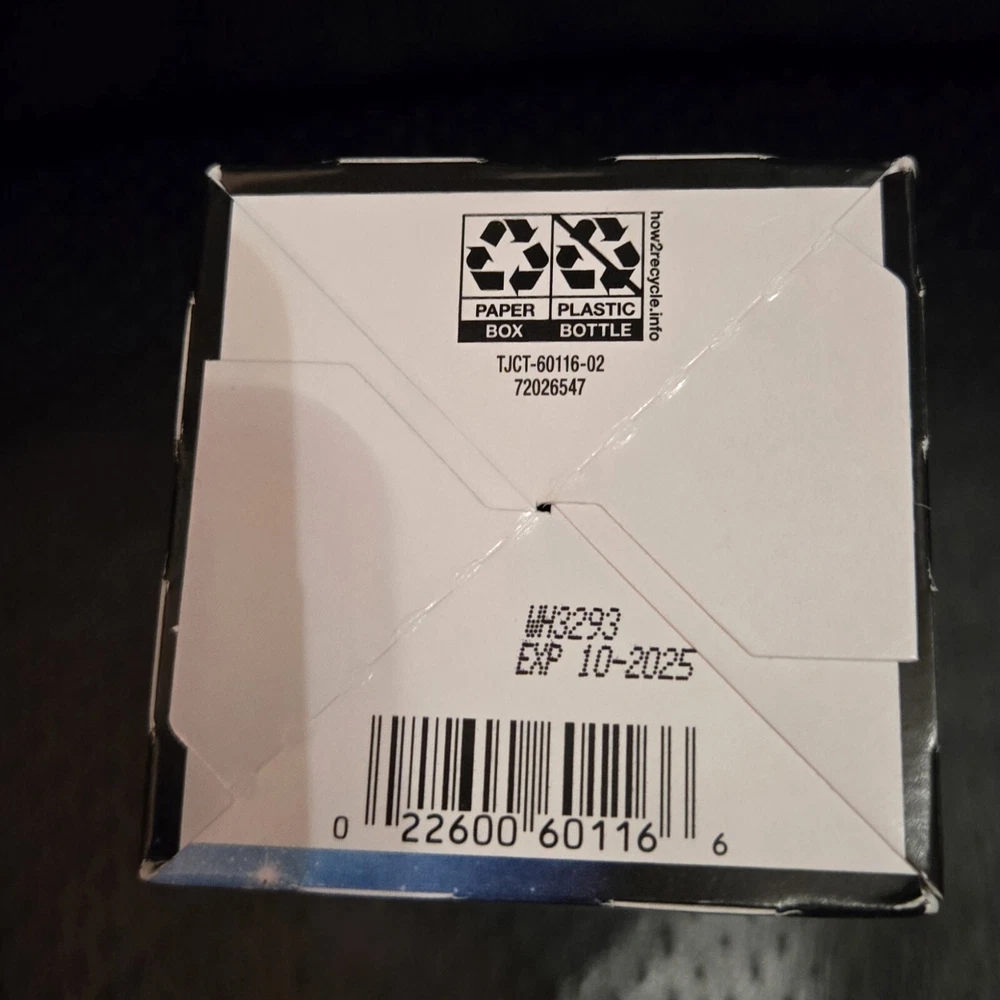 PAPER PLASTIC
BOX BOTTLE
how2recycle.info
TJCT-60116-02
72026547
WH3293
EXP 10-2025
0 22600 60116 6